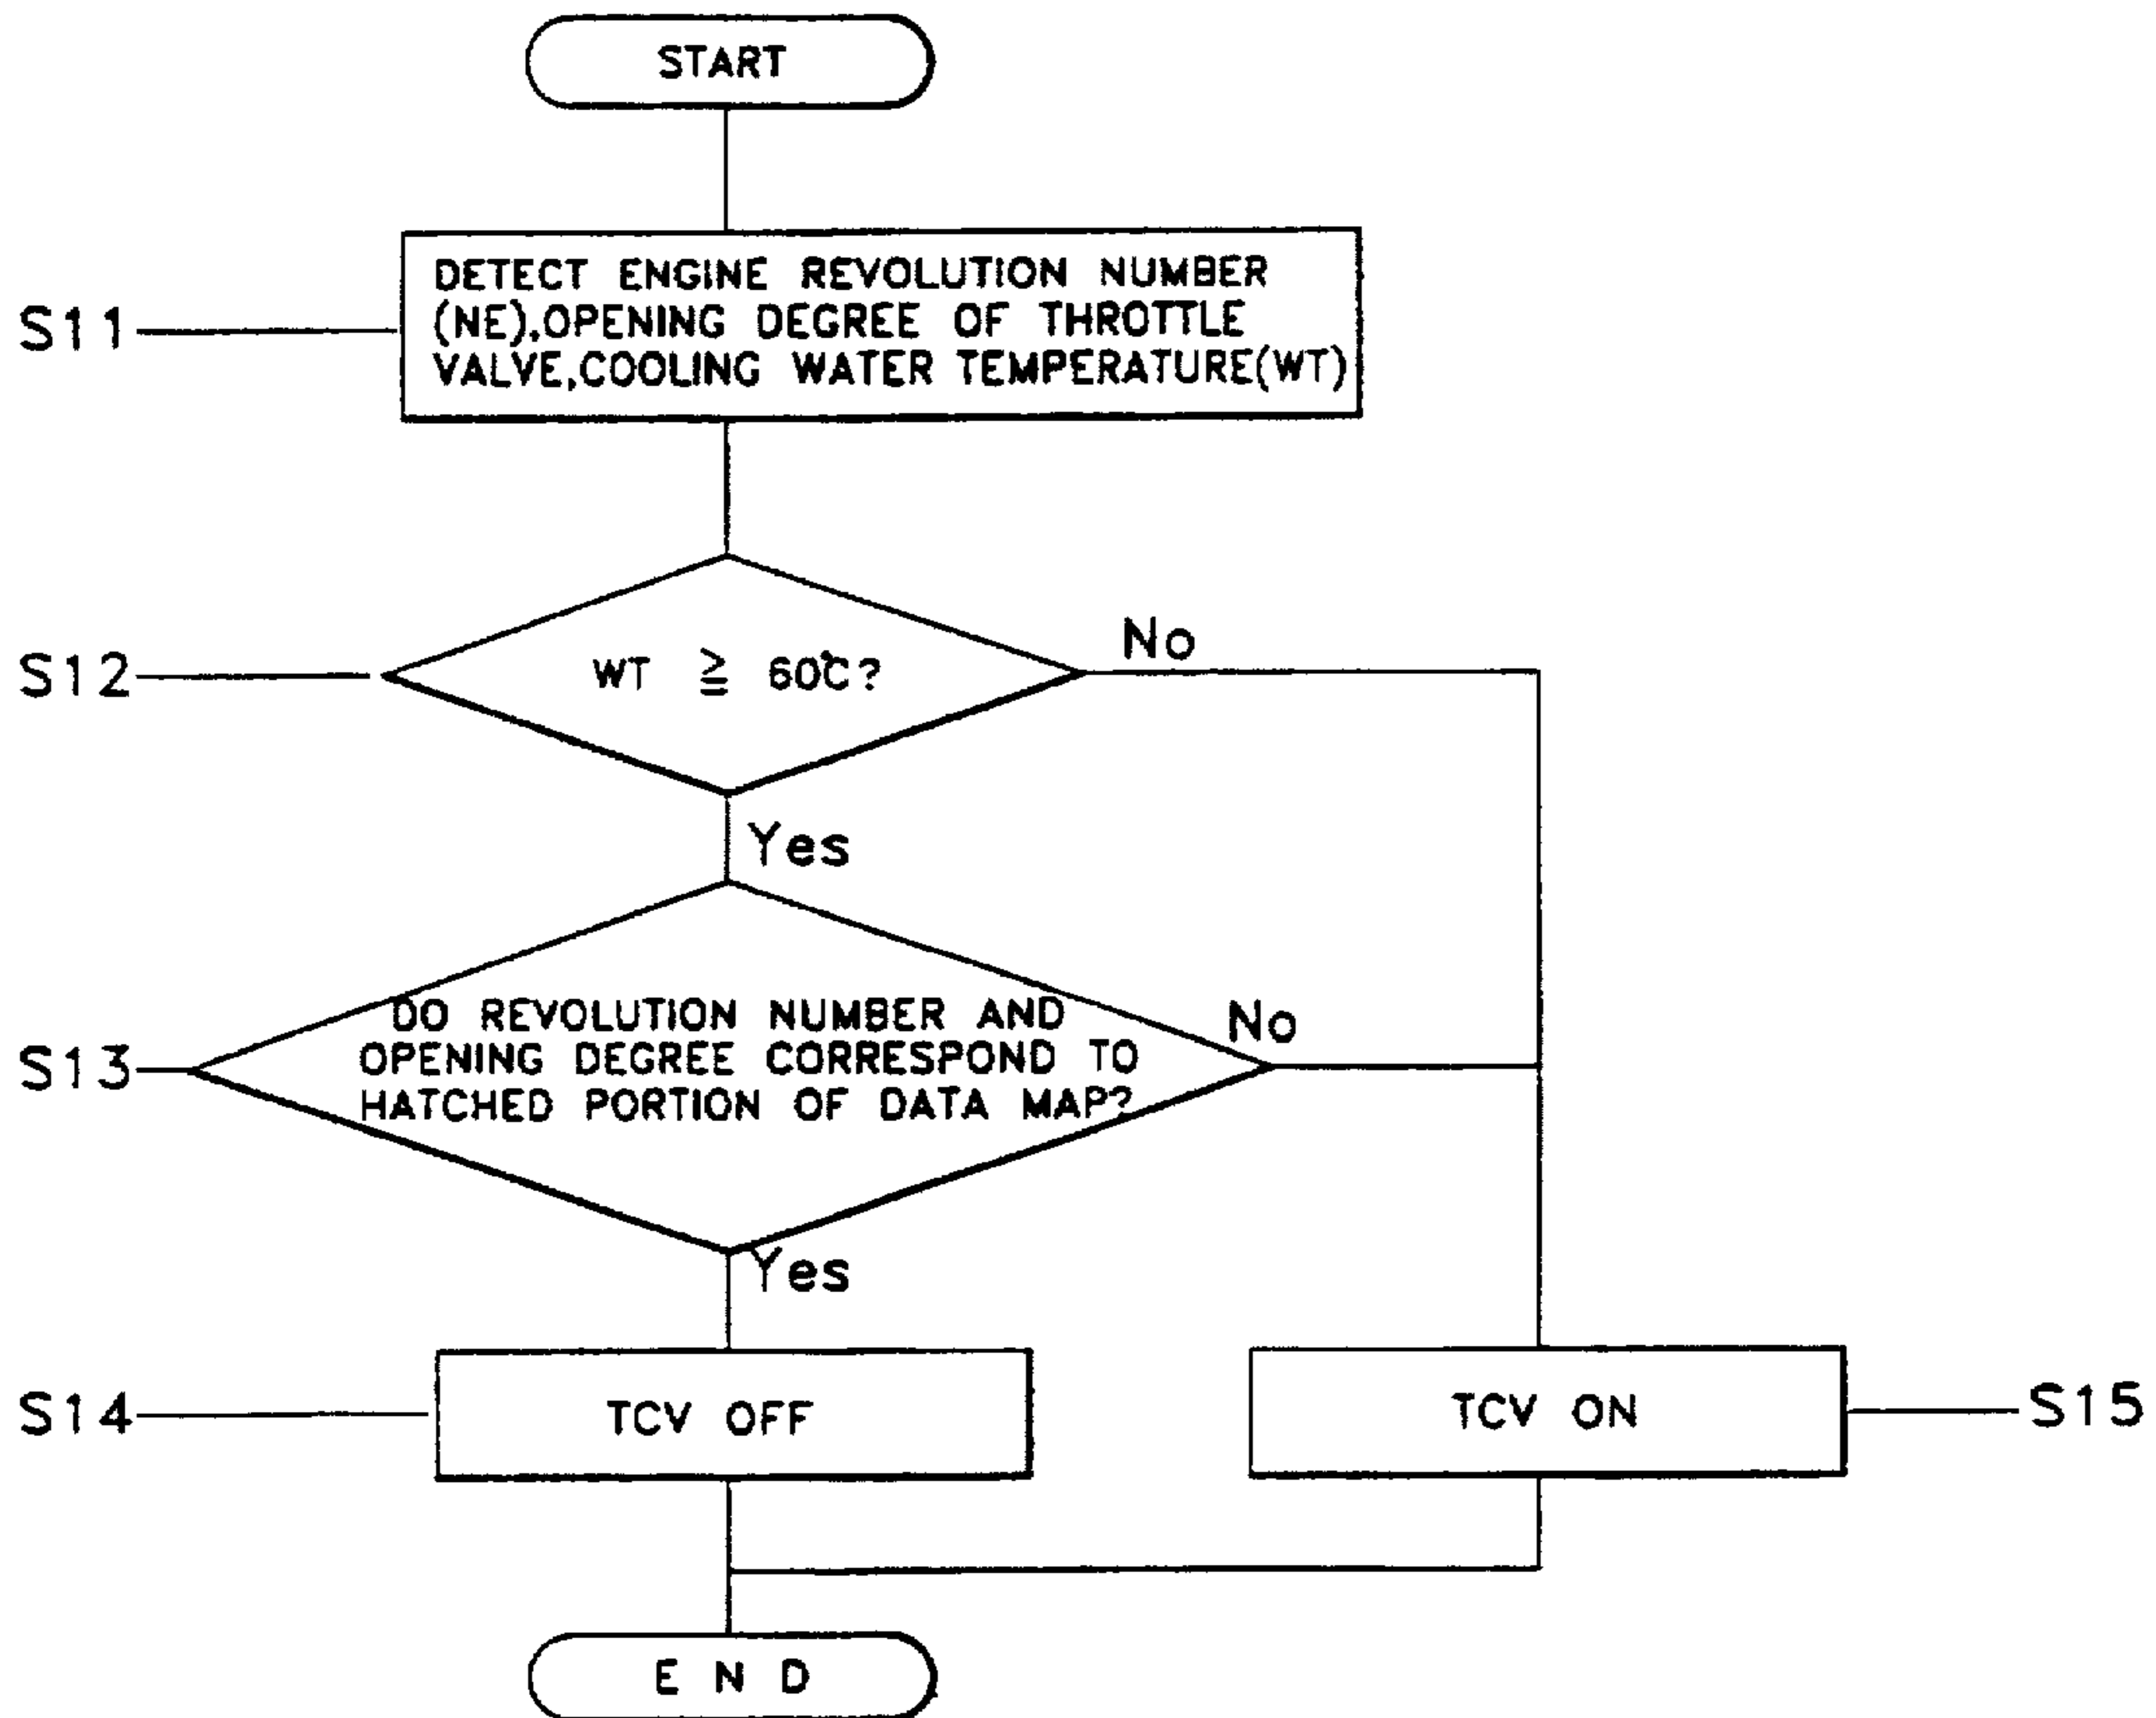 START
S11
DETECT ENGINE REVOLUTION NUMBER
(NE),OPENING DEGREE OF THROTTLE
VALVE,COOLING WATER TEMPERATURE(WT)
S12
WT ≧ 60℃?
No
Yes
S13
DO REVOLUTION NUMBER AND
OPENING DEGREE CORRESPOND TO
HATCHED PORTION OF DATA MAP?
No
Yes
S14
TCV OFF
TCV ON
S15
E N D